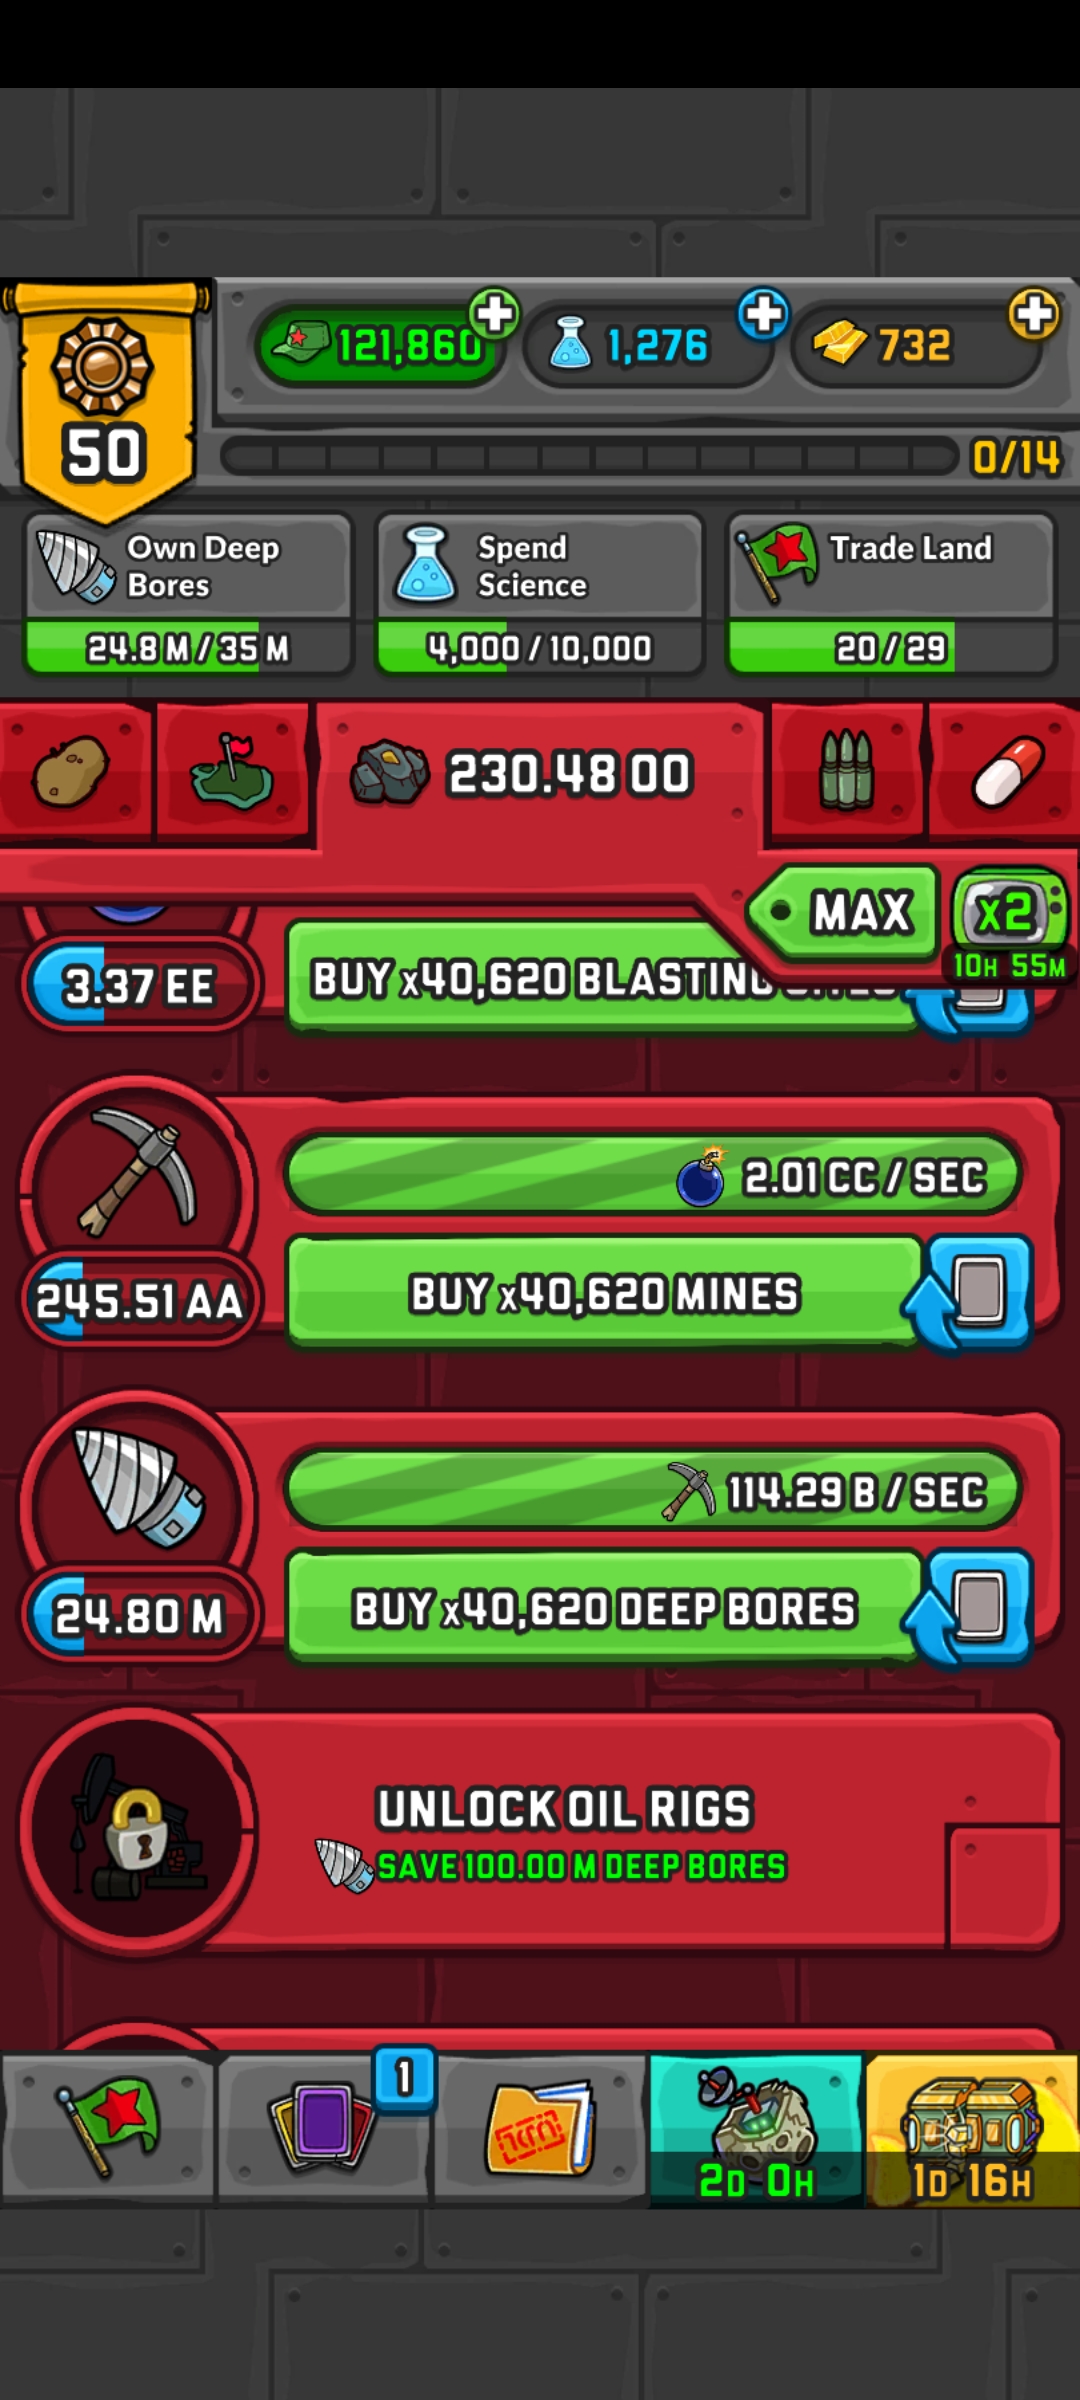 121,860
1,276
732
50
0/14
Own Deep
Bores
24.8 M / 35 M
Spend
Science
4,000 / 10,000
Trade Land
20 / 29
230.48 OO
MAX
x2
10H 55M
3.37 EE
BUY x40,620 BLASTING
2.01 CC / SEC
245.51 AA
BUY x40,620 MINES
114.29 B / SEC
24.80 M
BUY x40,620 DEEP BORES
UNLOCK OIL RIGS
SAVE 100.00 M DEEP BORES
1
2D 0H
1D 16H